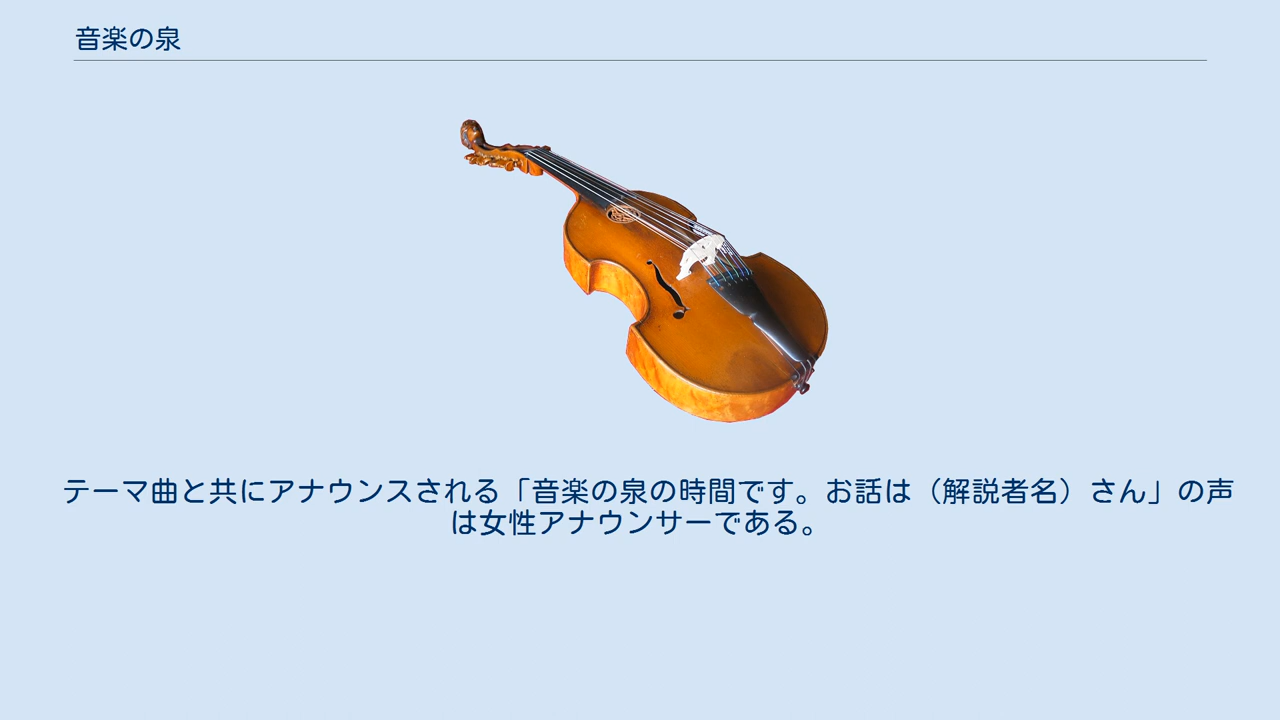 音楽の泉
テーマ曲と共にアナウンスされる「音楽の泉の時間です。お話は（解説者名）さん」の声
は女性アナウンサーである。